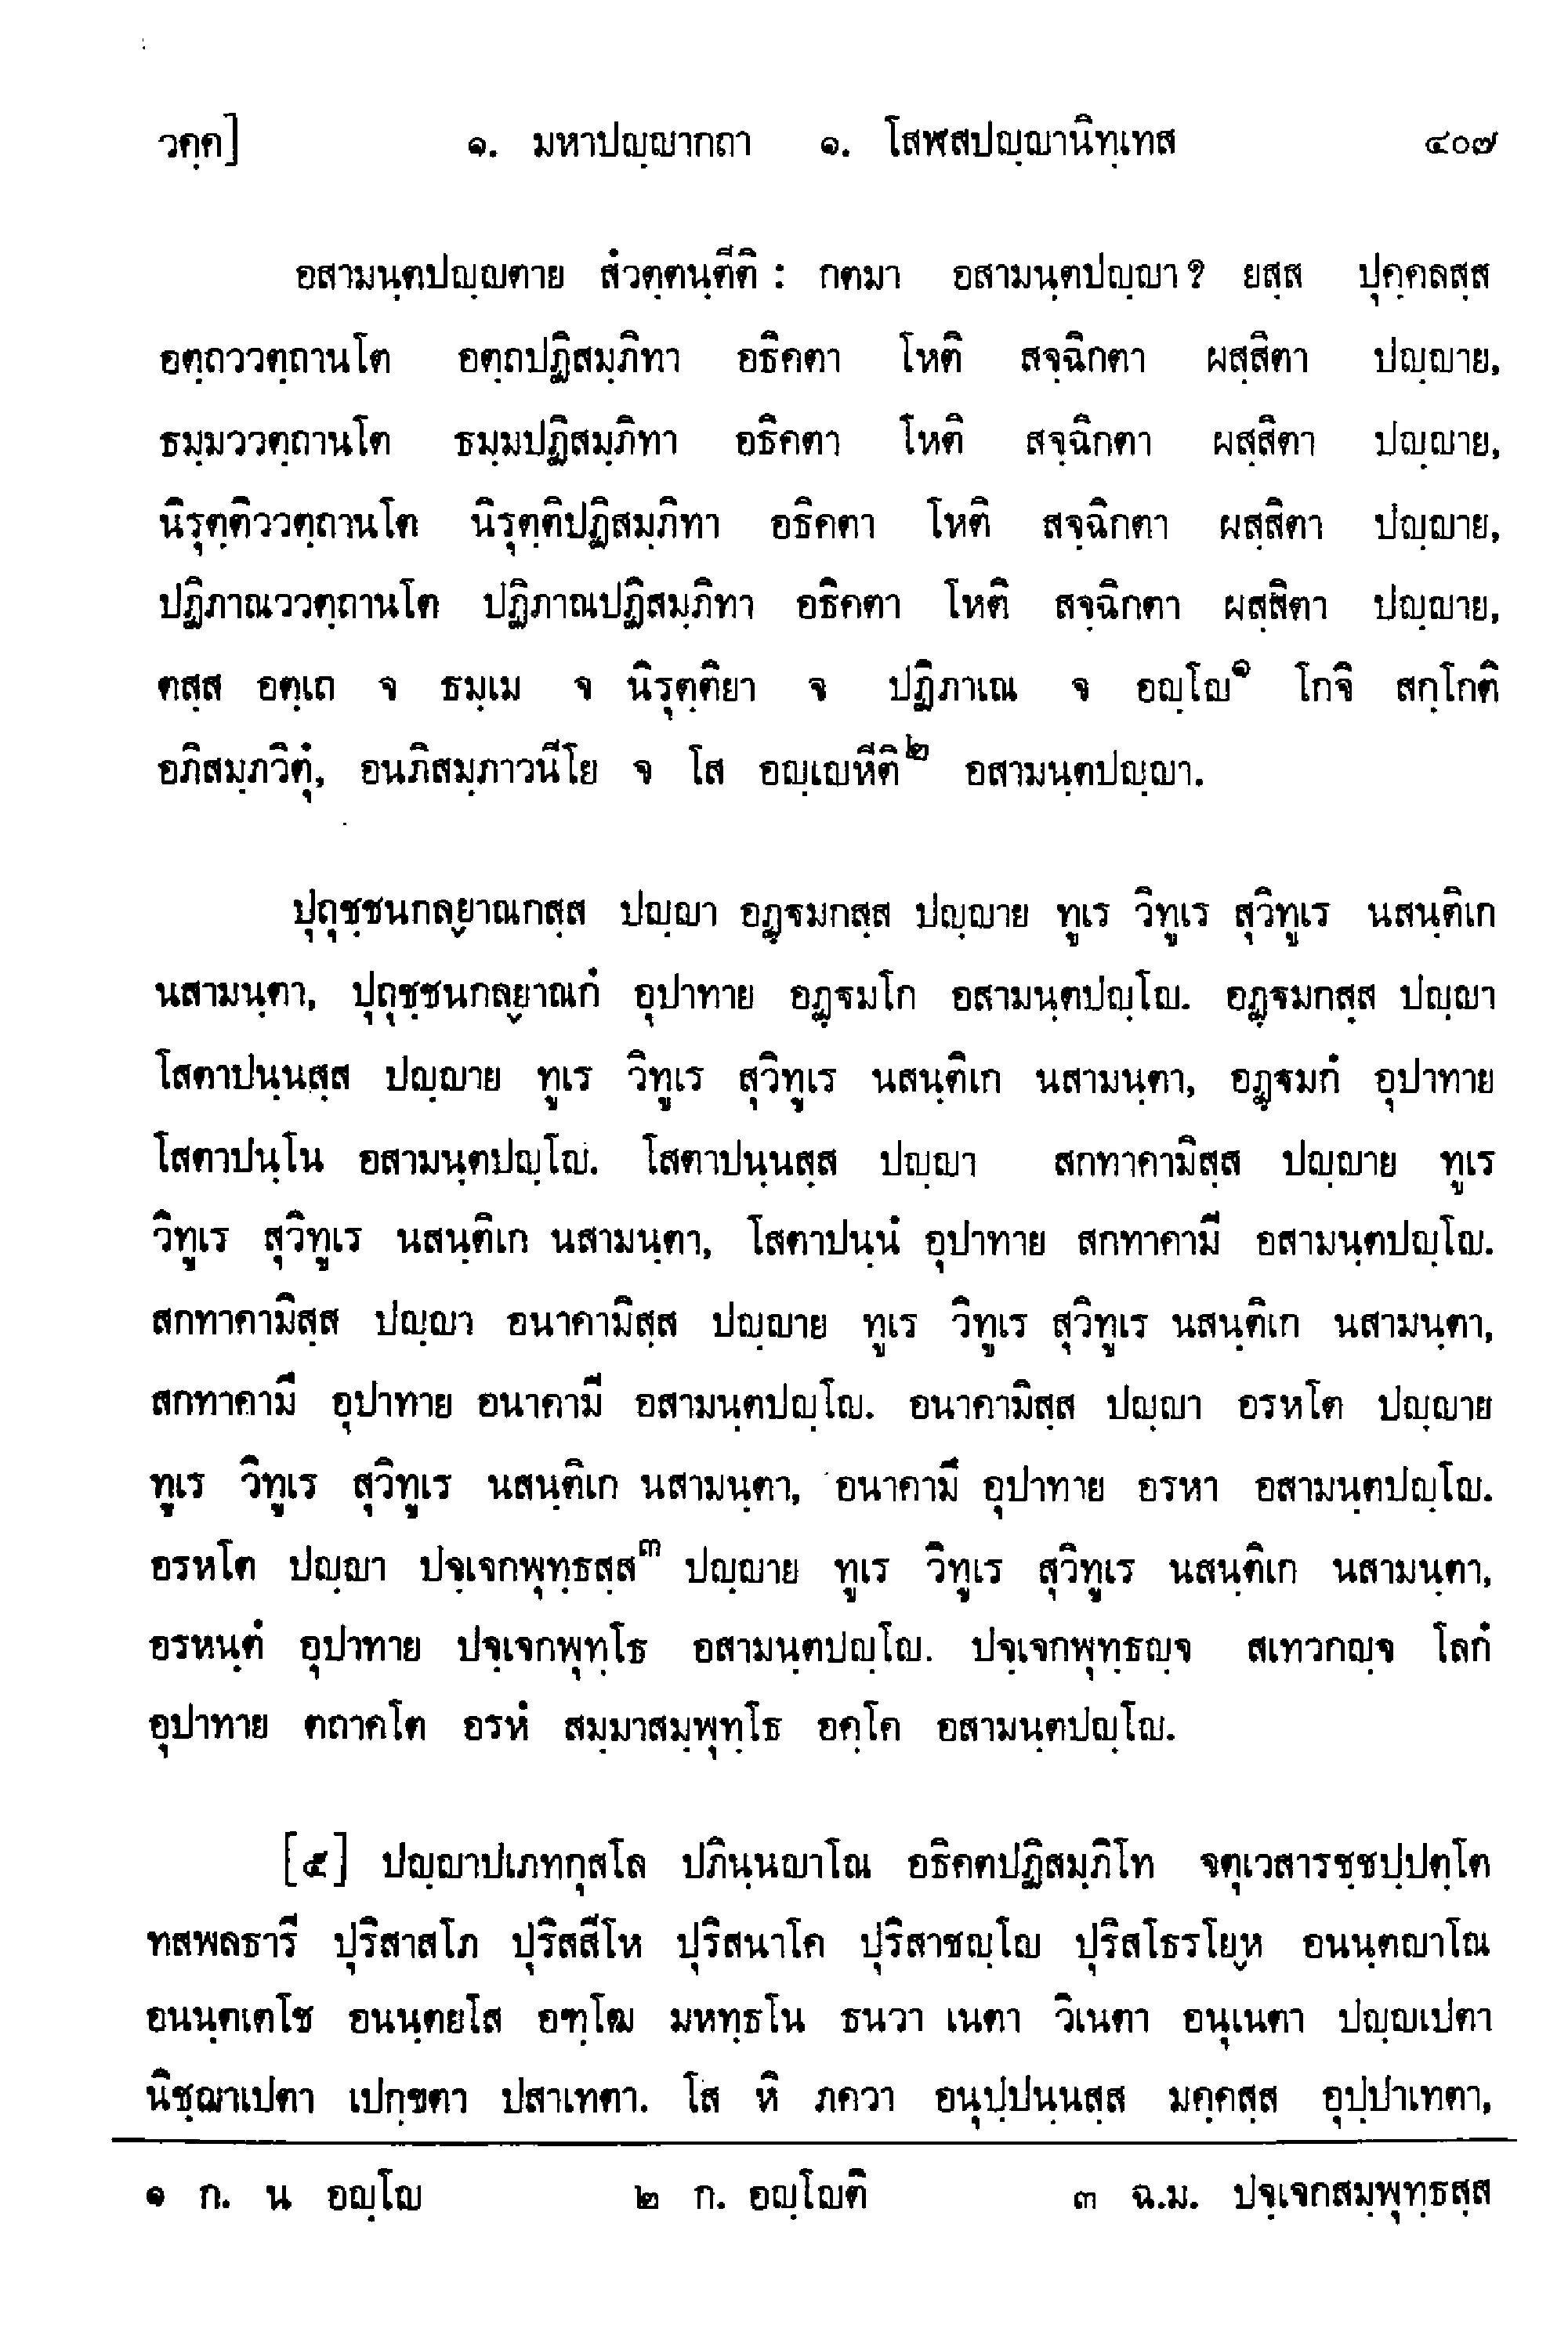 วคฺค]	๑. มหาปญฺญากถา ๑. โสฬสปญฺญานิทฺเทส	๔๐๗
อสามนฺตปญฺญตาย สํวตฺตนฺตีติ : กตมา อสามนฺตปญฺญา? ยสฺส ปุคฺคลสฺส
อตฺถววตฺถานโต อตฺถปฏิสมฺภิทา อธิคตา โหติ สจฺฉิกตา ผสฺสิตา ปญฺญาย,
ธมฺมววตฺถานโต ธมฺมปฏิสมฺภิทา อธิคตา โหติ สจฺฉิกตา ผสฺสิตา ปญฺญาย,
นิรุตฺติววตฺถานโต นิรุตฺติปฏิสมฺภิทา อธิคตา โหติ สจฺฉิกตา ผสฺสิตา ปญฺญาย,
ปฏิภาณววตฺถานโต ปฏิภาณปฏิสมฺภิทา อธิคตา โหติ สจฺฉิกตา ผสฺสิตา ปญฺญาย,
ตสฺส อตฺเถ จ ธมฺเม จ นิรุตฺติยา จ ปฏิภาเณ จ อญฺโญ๑ โกจิ สกฺโกติ
อภิสมฺภวิตุํ, อนภิสมฺภาวนีโย จ โส อญฺเญหีติ๒ อสามนฺตปญฺญา.
ปุถุชฺชนกลฺยาณกสฺส ปญฺญา อฏฺฐมกสฺส ปญฺญาย ทูเร วิทูเร สุวิทูเร นสนฺติเก
นสามนฺตา, ปุถุชฺชนกลฺยาณกํ อุปาทาย อฏฺฐมโก อสามนฺตปญฺโญ. อฏฺฐมกสฺส ปญฺญา
โสตาปนฺนสฺส ปญฺญาย ทูเร วิทูเร สุวิทูเร นสนฺติเก นสามนฺตา, อฏฺฐมกํ อุปาทาย
โสตาปนฺโน อสามนฺตปญฺโญ. โสตาปนฺนสฺส ปญฺญา สกทาคามิสฺส ปญฺญาย ทูเร
วิทูเร สุวิทูเร นสนฺติเก นสามนฺตา, โสตาปนฺนํ อุปาทาย สกทาคามี อสามนฺตปญฺโญ.
สกทาคามิสฺส ปญฺญา อนาคามิสฺส ปญฺญาย ทูเร วิทูเร สุวิทูเร นสนฺติเก นสามนฺตา,
สกทาคามึ อุปาทาย อนาคามี อสามนฺตปญฺโญ. อนาคามิสฺส ปญฺญา อรหโต ปญฺญาย
ทูเร วิทูเร สุวิทูเร นสนฺติเก นสามนฺตา, อนาคามึ อุปาทาย อรหา อสามนฺตปญฺโญ.
อรหโต ปญฺญา ปจฺเจกพุทฺธสฺส๓ ปญฺญาย ทูเร วิทูเร สุวิทูเร นสนฺติเก นสามนฺตา,
อรหนฺตํ อุปาทาย ปจฺเจกพุทฺโธ อสามนฺตปญฺโญ. ปจฺเจกพุทฺธญฺจ สเทวกญฺจ โลกํ
อุปาทาย ตถาคโต อรหํ สมฺมาสมฺพุทฺโธ อคฺโค อสามนฺตปญฺโญ.
[๕] ปญฺญาปเภทกุสโล ปภินฺนญาโณ อธิคตปฏิสมฺภิโท จตุเวสารชฺชปฺปตฺโต
ทสพลธารี ปุริสาสโภ ปุริสสีโห ปุริสนาโค ปุริสาชญฺโญ ปุริสโธรโยฺห อนนฺตญาโณ
อนนฺตเตโช อนนฺตยโส อฑฺโฒ มหทฺธโน ธนวา เนตา วิเนตา อนุเนตา ปญฺญเปตา
นิชฺฌาเปตา เปกฺขตา ปสาเทตา. โส หิ ภควา อนุปฺปนฺนสฺส มคฺคสฺส อุปฺปาเทตา,
๑ ก. น อญฺโญ	๒ ก. อญฺโญติ	๓ ฉ.ม. ปจฺเจกสมฺพุทฺธสฺส